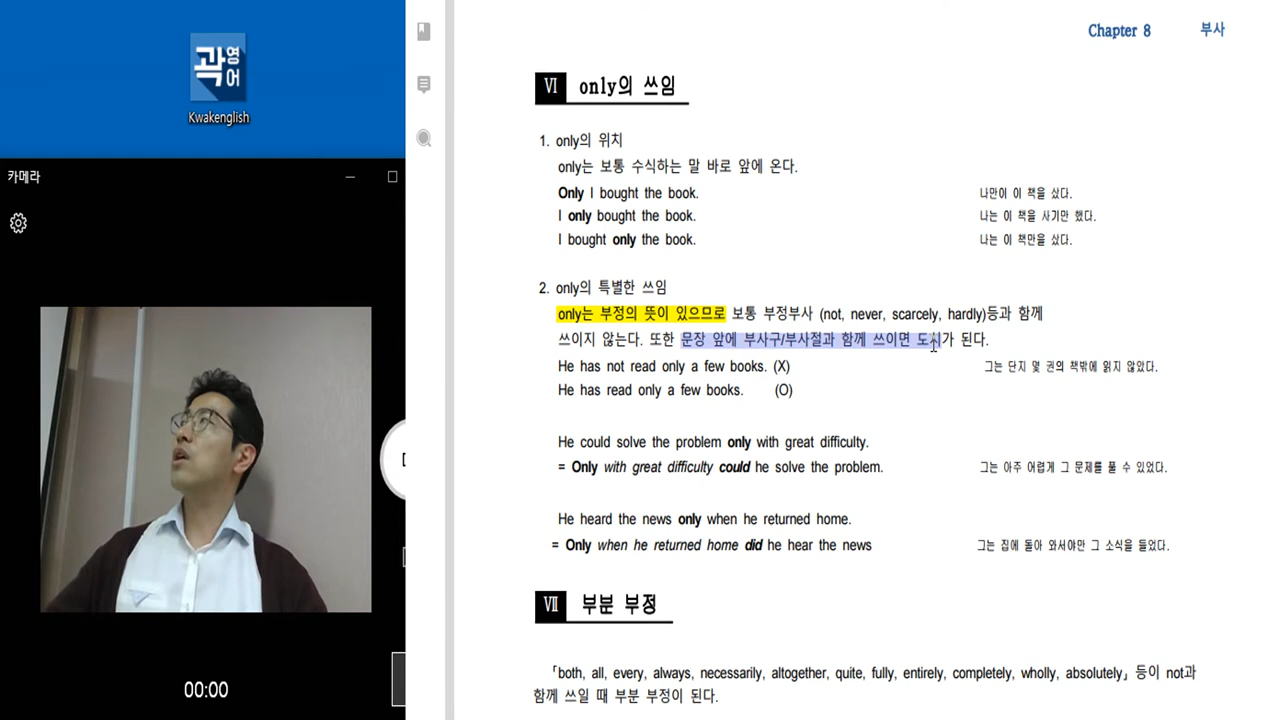 곽영어
Kwakenglish
카메라
00:00
Chapter 8 부사
Ⅵ only의 쓰임
1. only의 위치
only는 보통 수식하는 말 바로 앞에 온다.
Only I bought the book. 나만이 이 책을 샀다.
I only bought the book. 나는 이 책을 사기만 했다.
I bought only the book. 나는 이 책만을 샀다.
2. only의 특별한 쓰임
only는 부정의 뜻이 있으므로 보통 부정부사 (not, never, scarcely, hardly)등과 함께
쓰이지 않는다. 또한 문장 앞에 부사구/부사절과 함께 쓰이면 도치가 된다.
He has not read only a few books. (X) 그는 단지 몇 권의 책밖에 읽지 않았다.
He has read only a few books. (O)
He could solve the problem only with great difficulty.
= Only with great difficulty could he solve the problem. 그는 아주 어렵게 그 문제를 풀 수 있었다.
He heard the news only when he returned home.
= Only when he returned home did he hear the news 그는 집에 돌아 와서야만 그 소식을 들었다.
Ⅶ 부분 부정
「both, all, every, always, necessarily, altogether, quite, fully, entirely, completely, wholly, absolutely」 등이 not과
함께 쓰일 때 부분 부정이 된다.